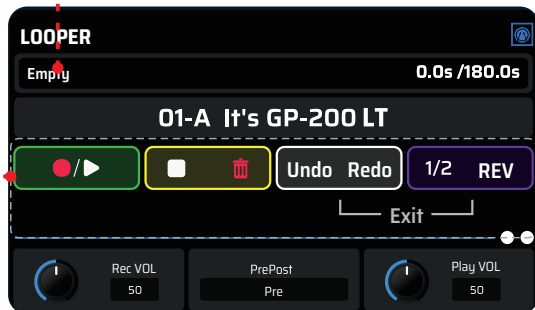 LOOPER
Empty 0.0s /180.0s
01-A It's GP-200 LT
/ Undo Redo 1/2 REV
Exit
Rec VOL PrePost Play VOL
50 Pre 50